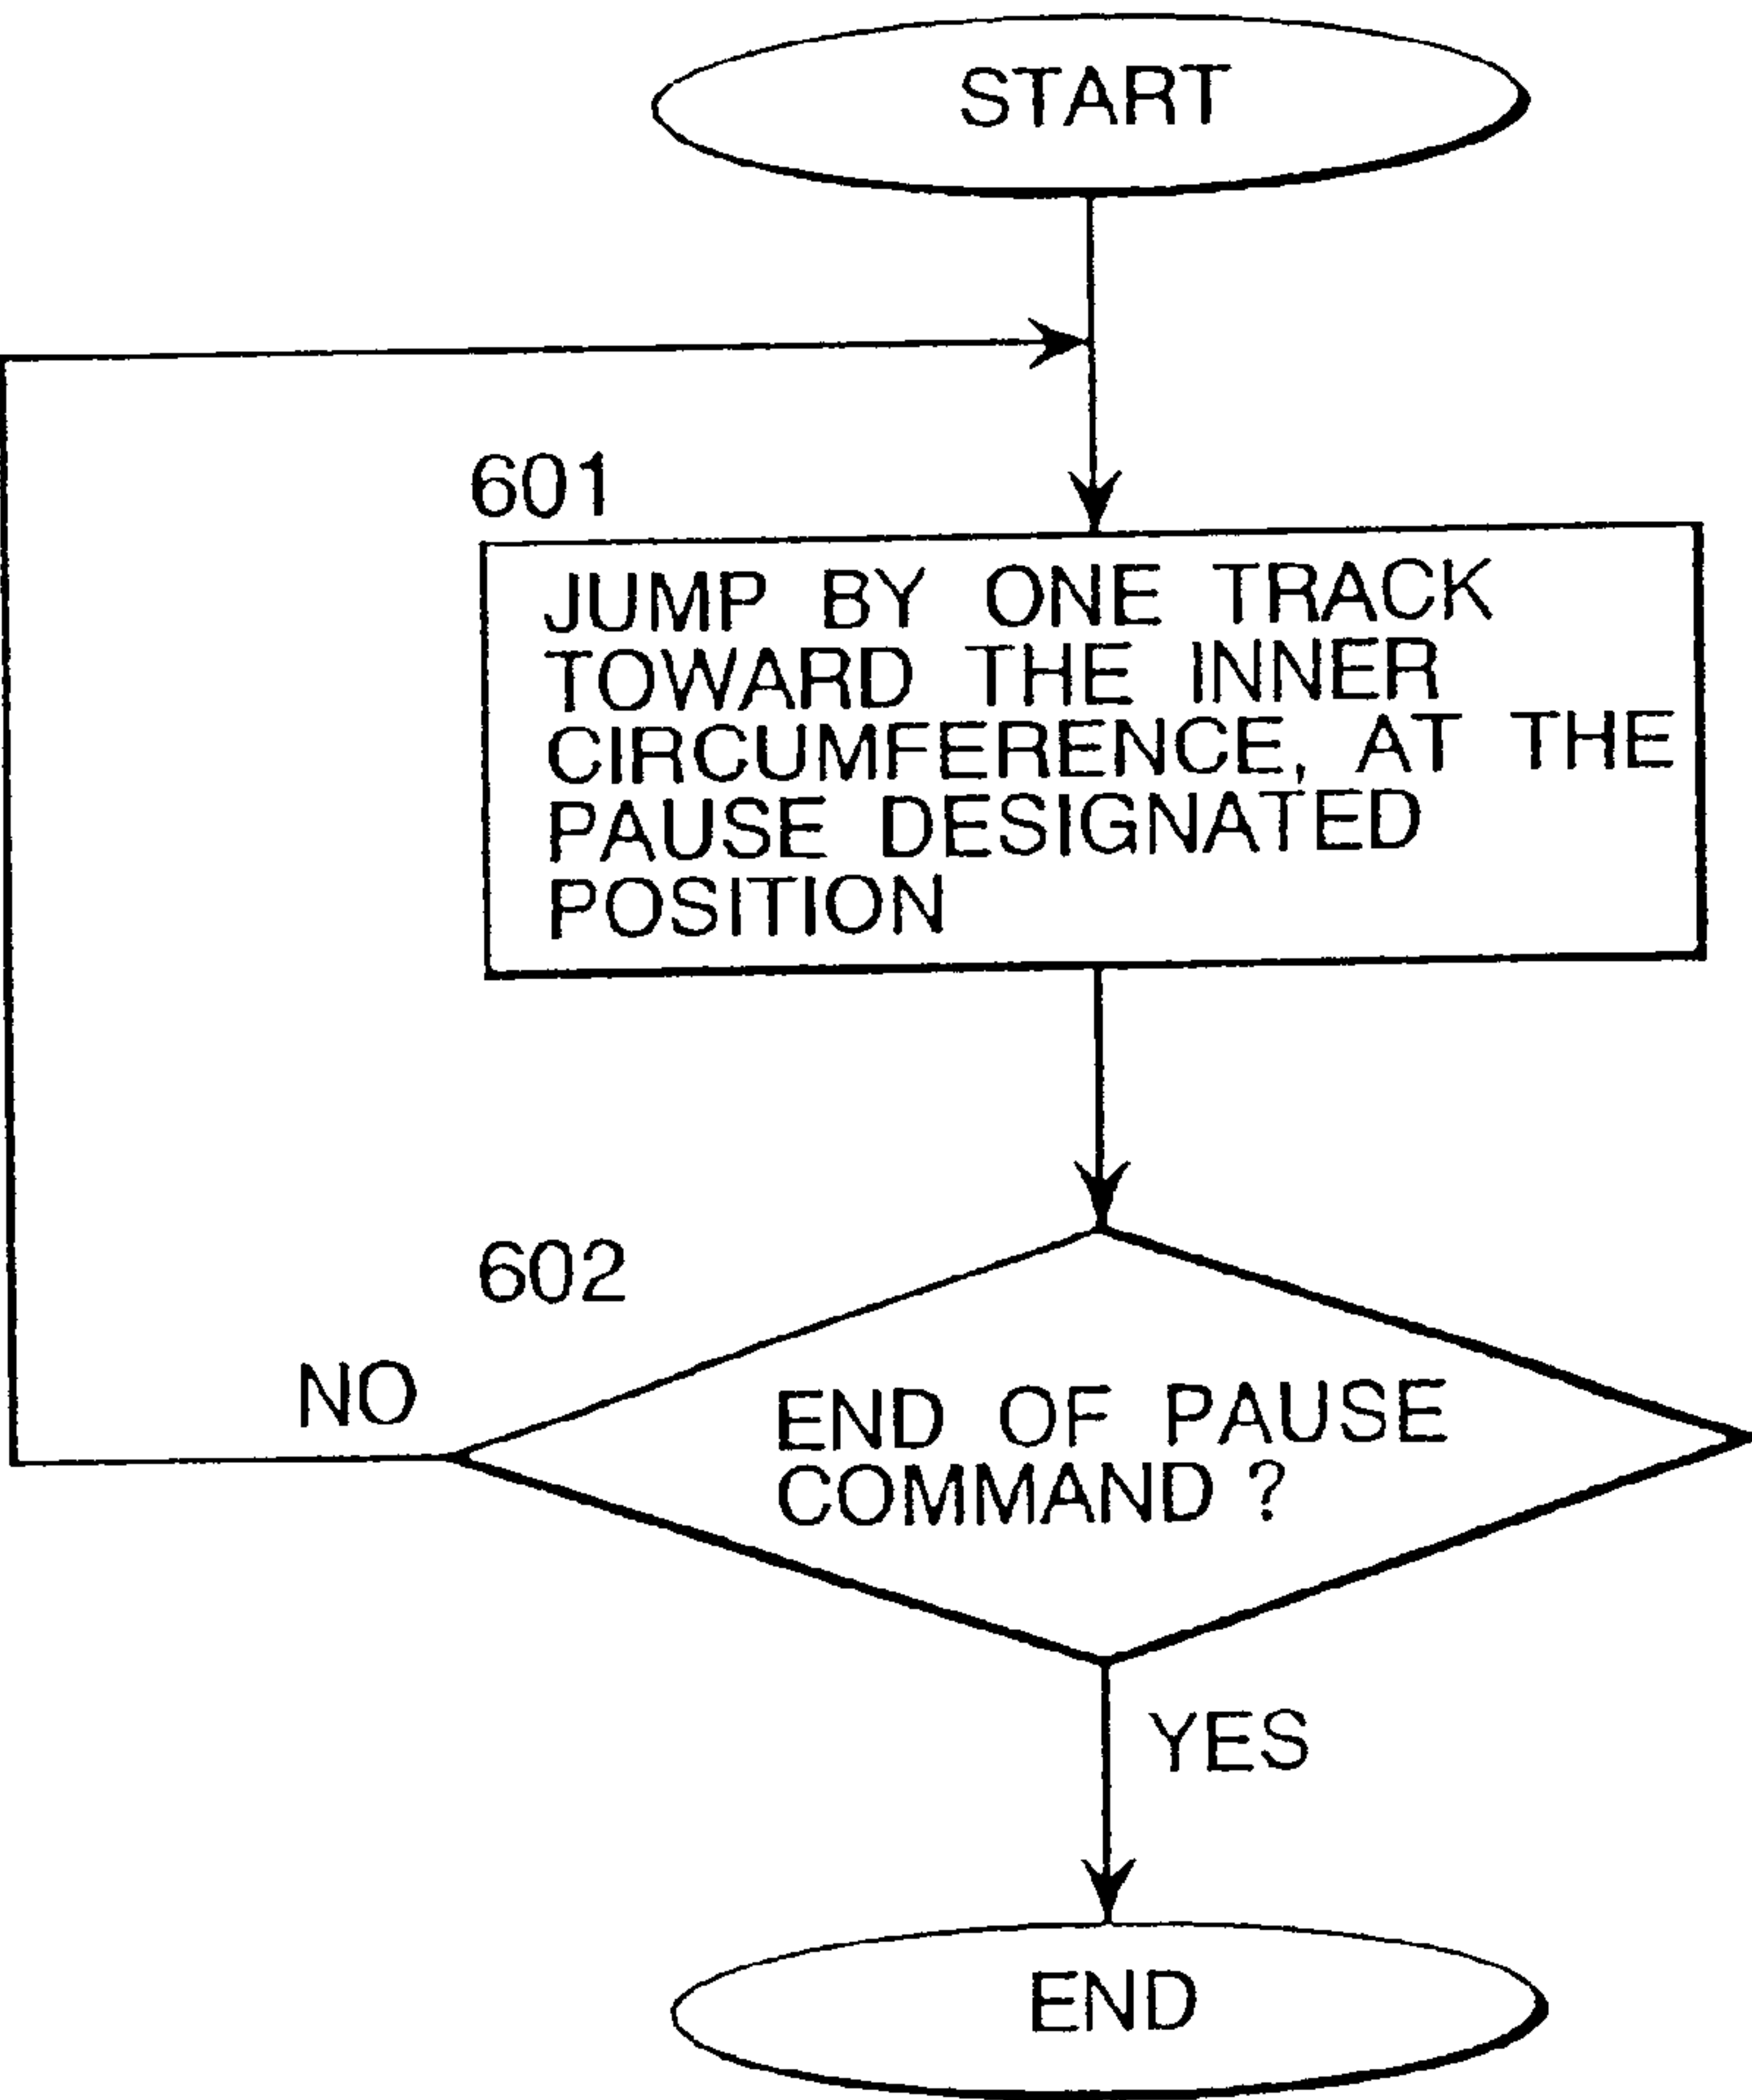 START
601
JUMP BY ONE TRACK
TOWARD THE INNER
CIRCUMFERENCE, AT THE
PAUSE DESIGNATED
POSITION
602
NO
END OF PAUSE
COMMAND ?
YES
END